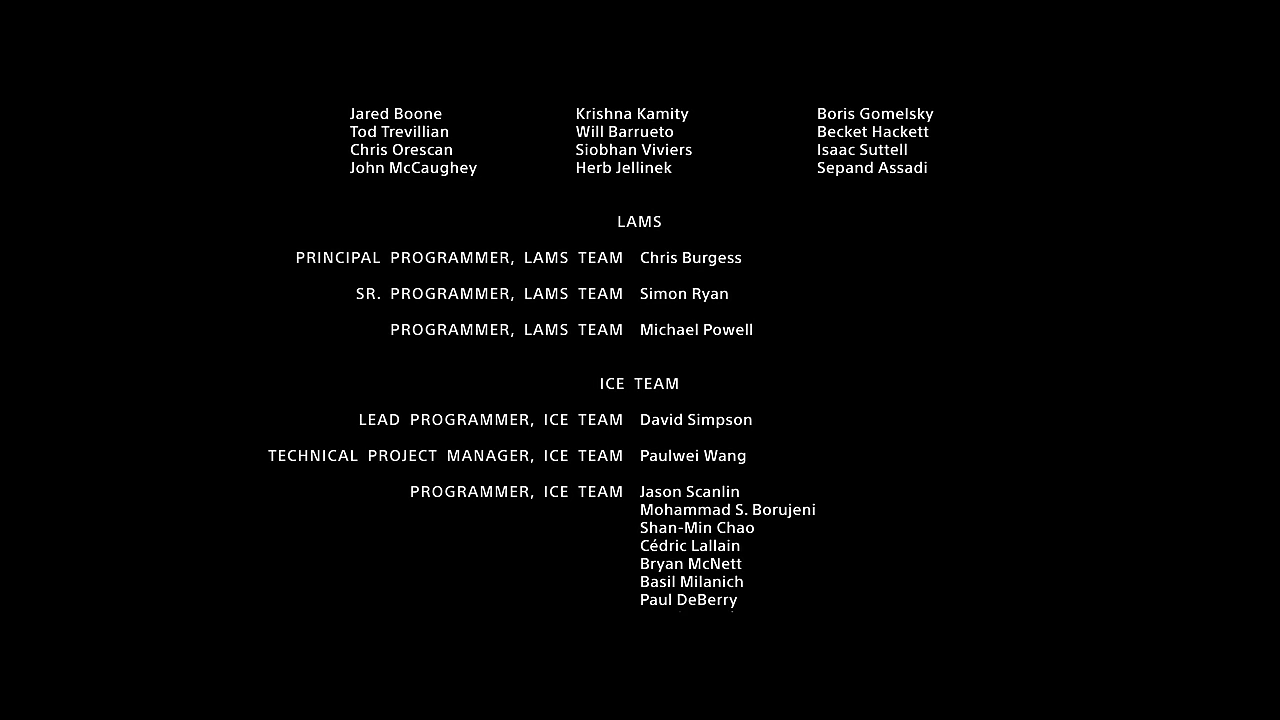 Jared Boone Krishna Kamity Boris Gomelsky
Tod Trevillian Will Barrueto Becket Hackett
Chris Orescan Siobhan Viviers Isaac Suttell
John McCaughey Herb Jellinek Sepand Assadi
LAMS
PRINCIPAL PROGRAMMER, LAMS TEAM Chris Burgess
SR. PROGRAMMER, LAMS TEAM Simon Ryan
PROGRAMMER, LAMS TEAM Michael Powell
ICE TEAM
LEAD PROGRAMMER, ICE TEAM David Simpson
TECHNICAL PROJECT MANAGER, ICE TEAM Paulwei Wang
PROGRAMMER, ICE TEAM Jason Scanlin
Mohammad S. Borujeni
Shan-Min Chao
Cédric Lallain
Bryan McNett
Basil Milanich
Paul DeBerry